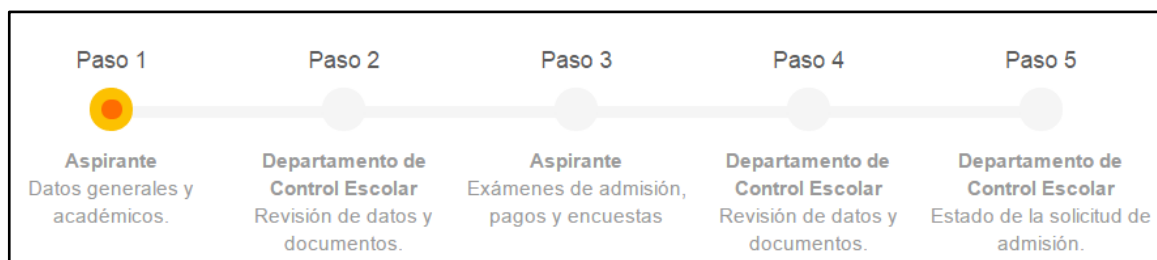 Paso 1
Aspirante
Datos generales y
académicos.
Paso 2
Departamento de
Control Escolar
Revisión de datos y
documentos.
Paso 3
Aspirante
Exámenes de admisión,
pagos y encuestas
Paso 4
Departamento de
Control Escolar
Revisión de datos y
documentos.
Paso 5
Departamento de
Control Escolar
Estado de la solicitud de
admisión.